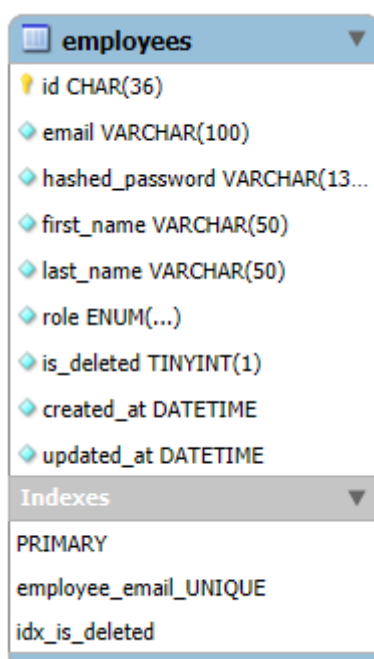 employees
id CHAR(36)
email VARCHAR(100)
hashed_password VARCHAR(13...
first_name VARCHAR(50)
last_name VARCHAR(50)
role ENUM(...)
is_deleted TINYINT(1)
created_at DATETIME
updated_at DATETIME
Indexes
PRIMARY
employee_email_UNIQUE
idx_is_deleted